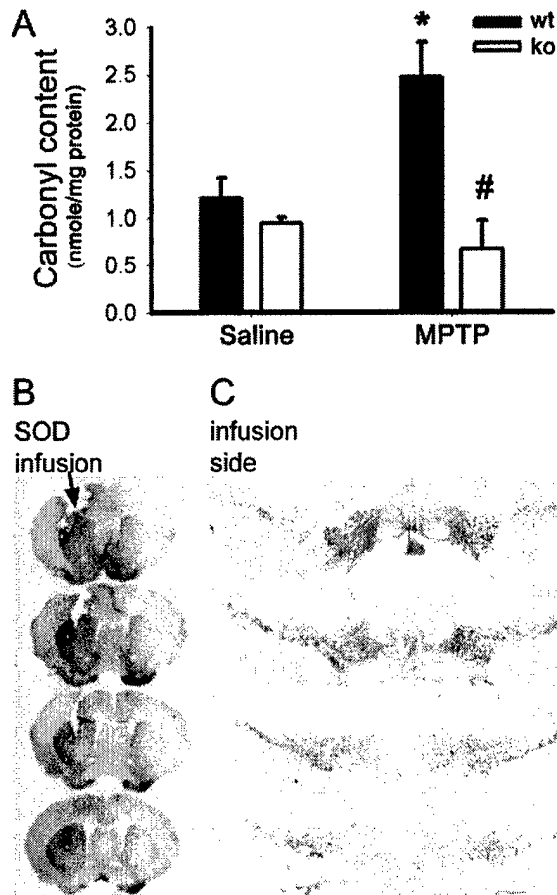 A
Carbonyl content
(nmole/mg protein)
3.0
2.5
2.0
1.5
1.0
0.5
0.0
*
#
wt
ko
Saline
MPTP
B
SOD
infusion
C
infusion
side